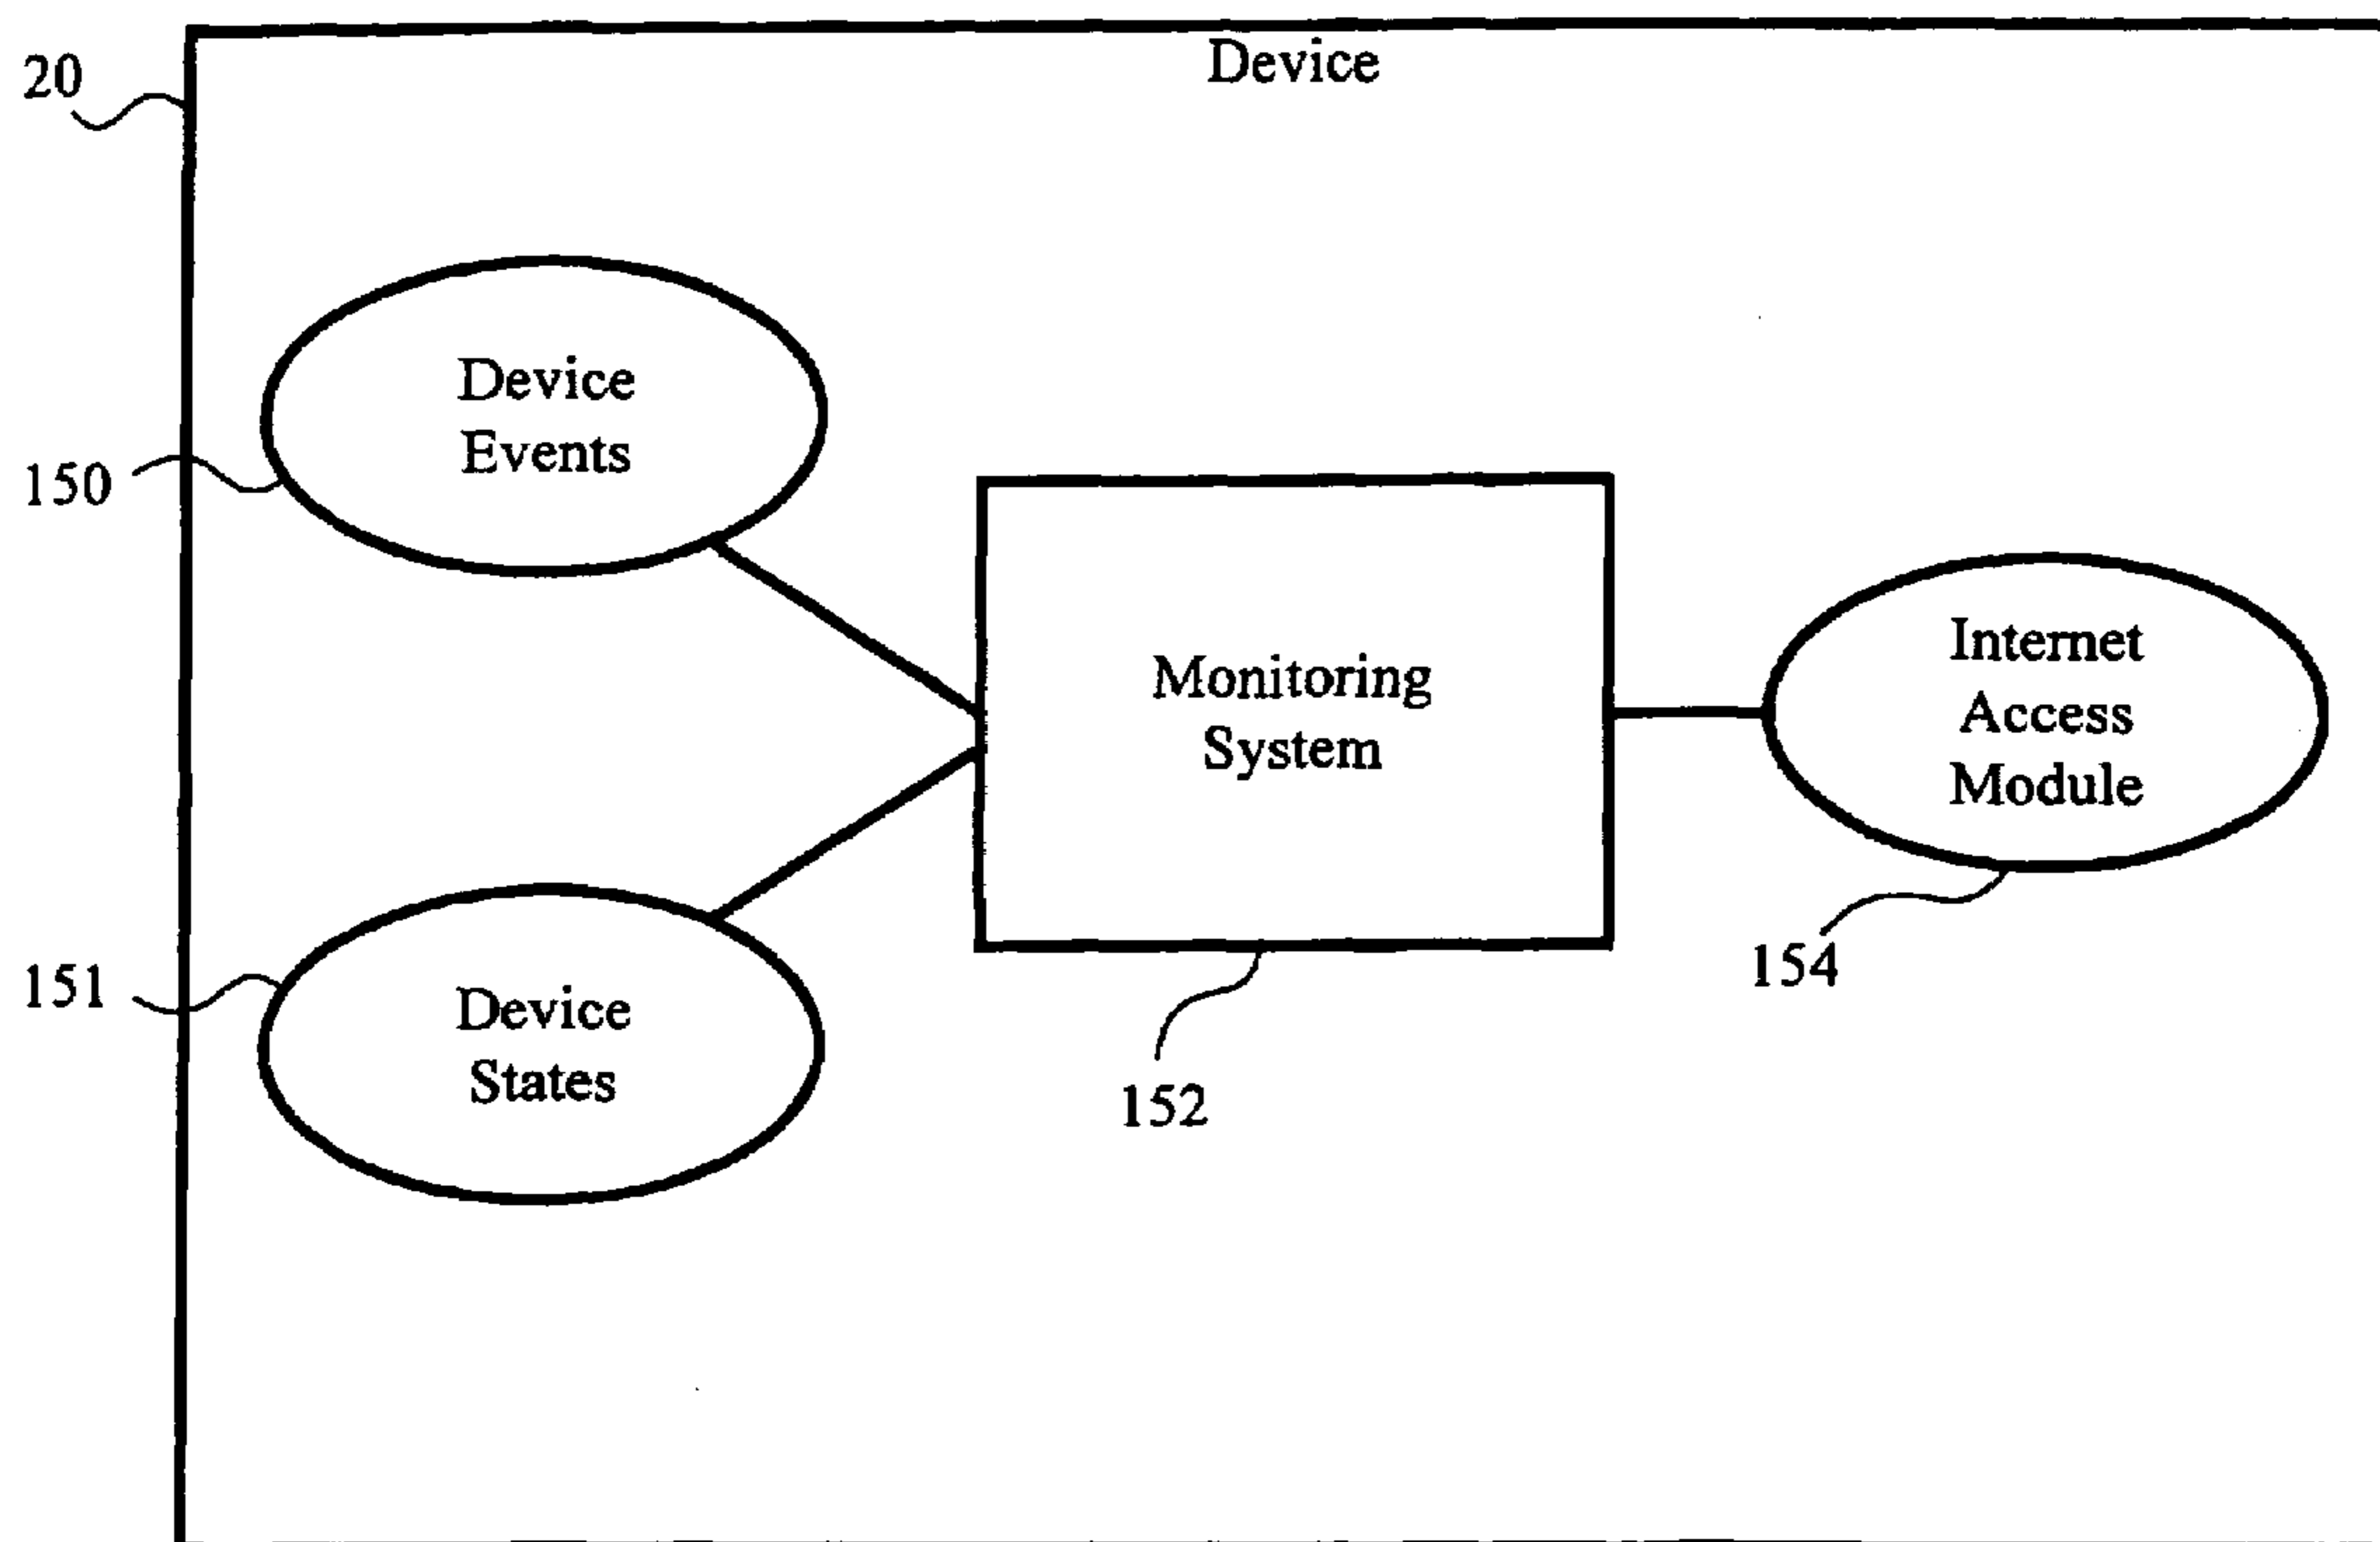 Device
20
Device
Events
150
Monitoring
System
Internet
Access
Module
154
151
Device
States
152